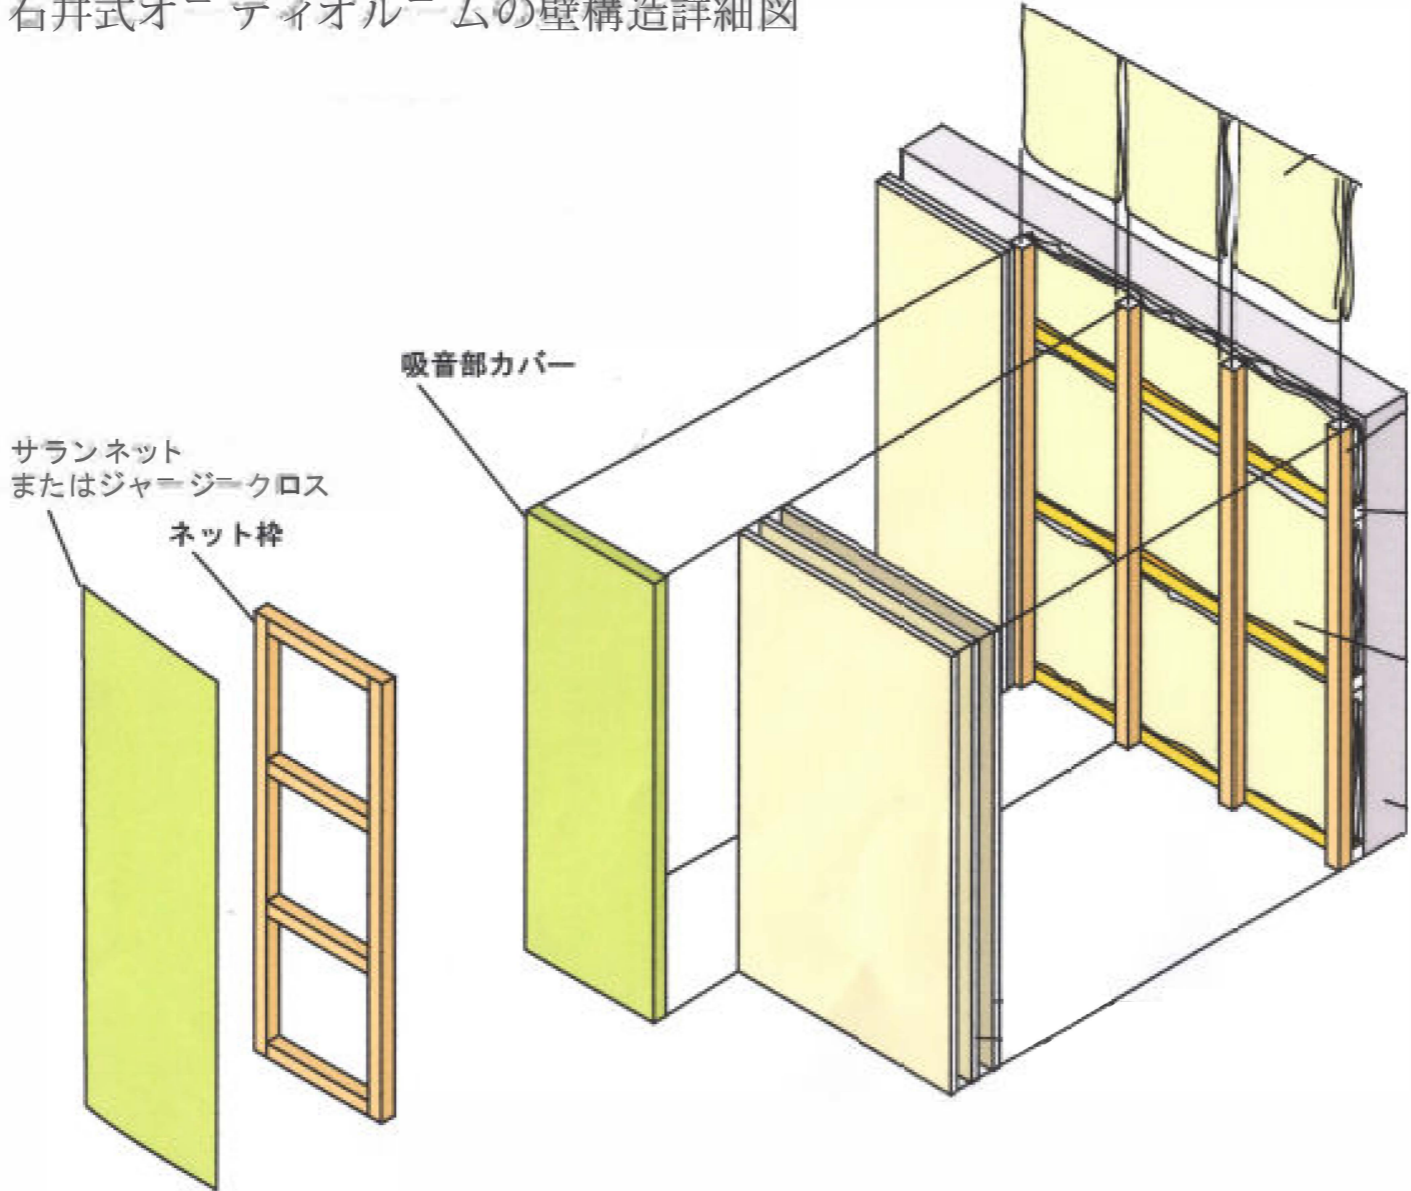 石井式オーディオルームの壁構造詳細図
吸音部カバー
サランネット
またはジャージークロス
ネット枠